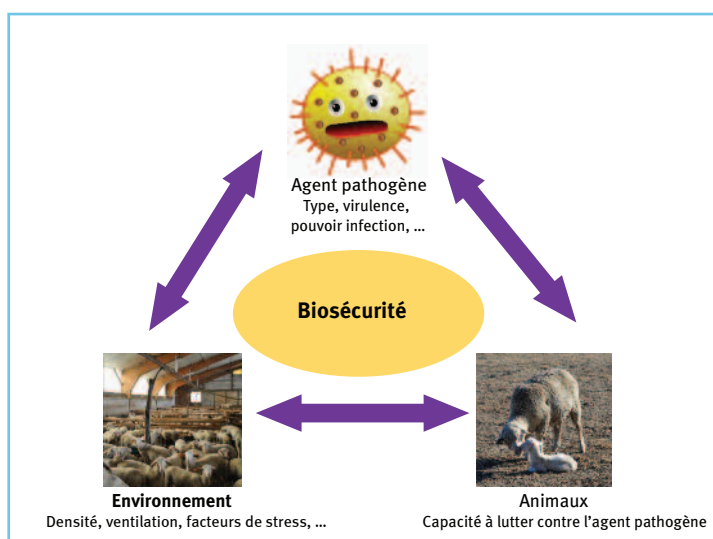 Agent pathogène
Type, virulence,
pouvoir infection, ...
Biosécurité
Environnement
Densité, ventilation, facteurs de stress, ...
Animaux
Capacité à lutter contre l'agent pathogène